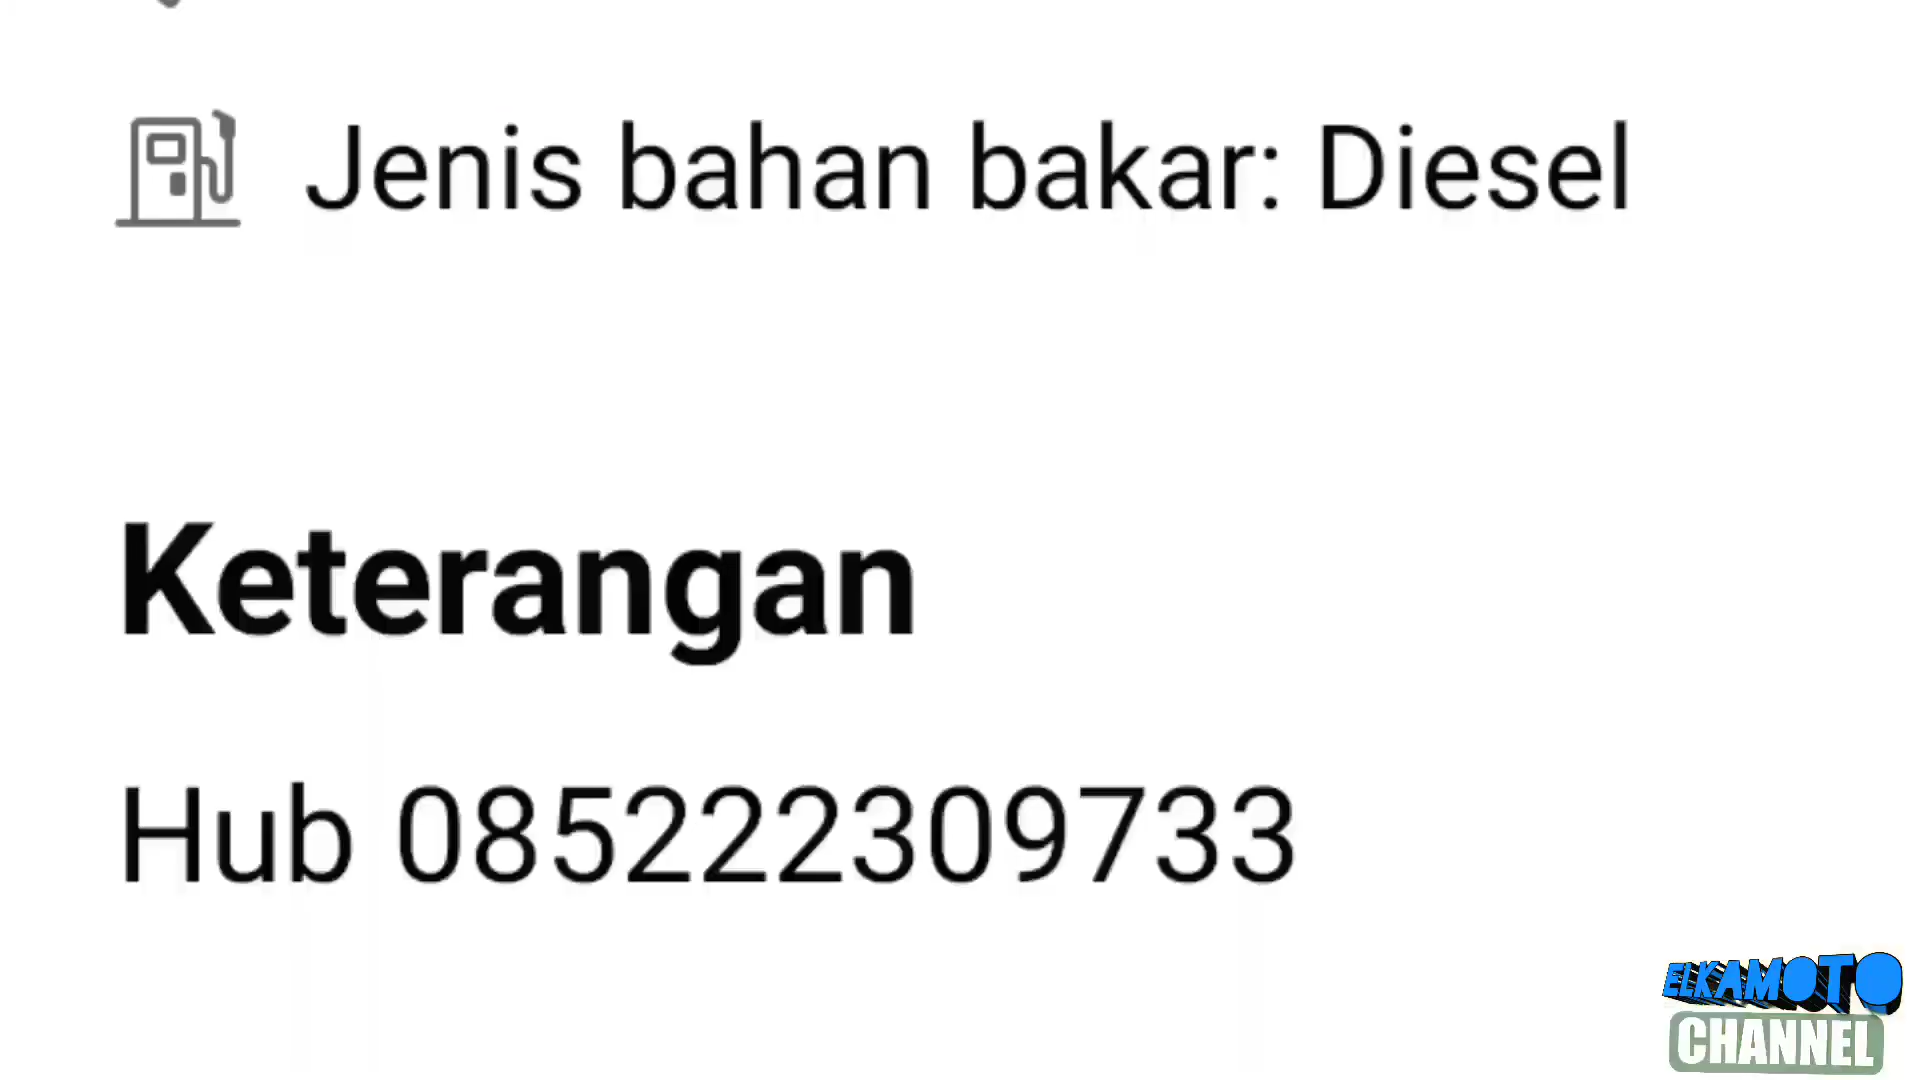 Jenis bahan bakar: Diesel
Keterangan
Hub 085222309733
ELKAMOTO
CHANNEL